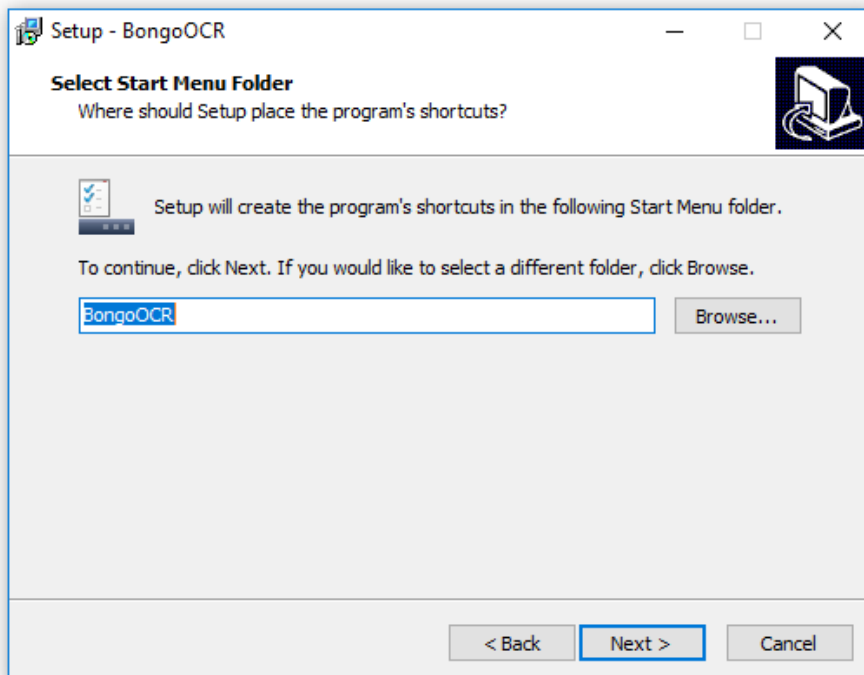 Setup - BongoOCR
Select Start Menu Folder
Where should Setup place the program's shortcuts?
Setup will create the program's shortcuts in the following Start Menu folder.
To continue, click Next. If you would like to select a different folder, click Browse.
BongoOCR Browse...
< Back Next > Cancel